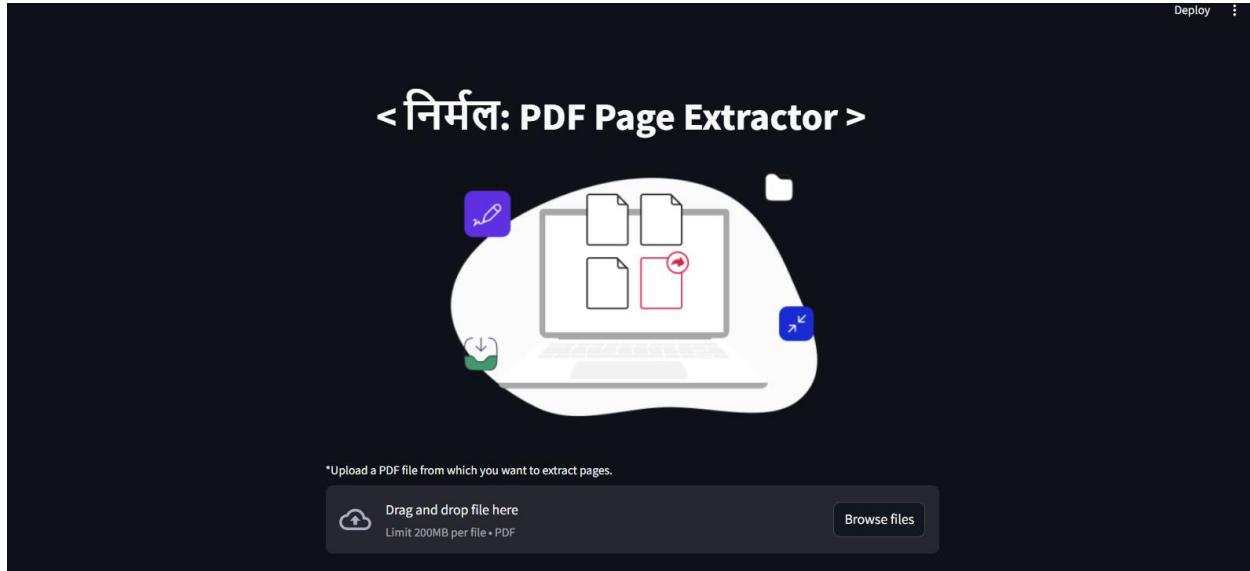 Deploy
< निर्मल: PDF Page Extractor >
*Upload a PDF file from which you want to extract pages.
Drag and drop file here
Limit 200MB per file • PDF
Browse files